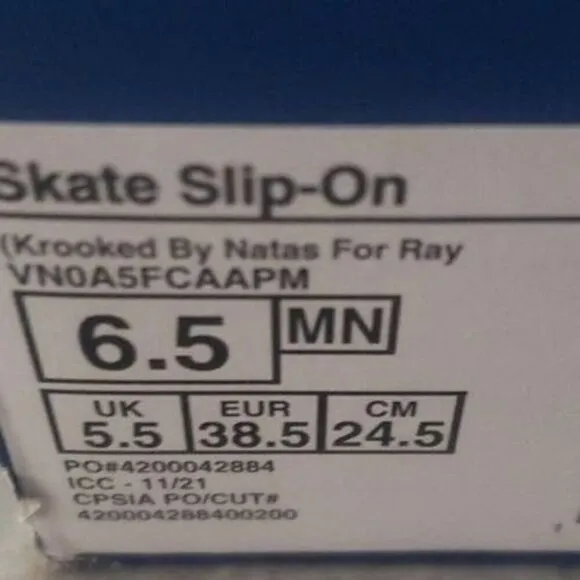 Skate Slip-On
(Krooked By Natas For Ray
VN0A5FCAAPM
6.5 MN
UK EUR CM
5.5 38.5 24.5
PO#4200042884
ICC - 11/21
CPSIA PO/CUT#
420004288400200